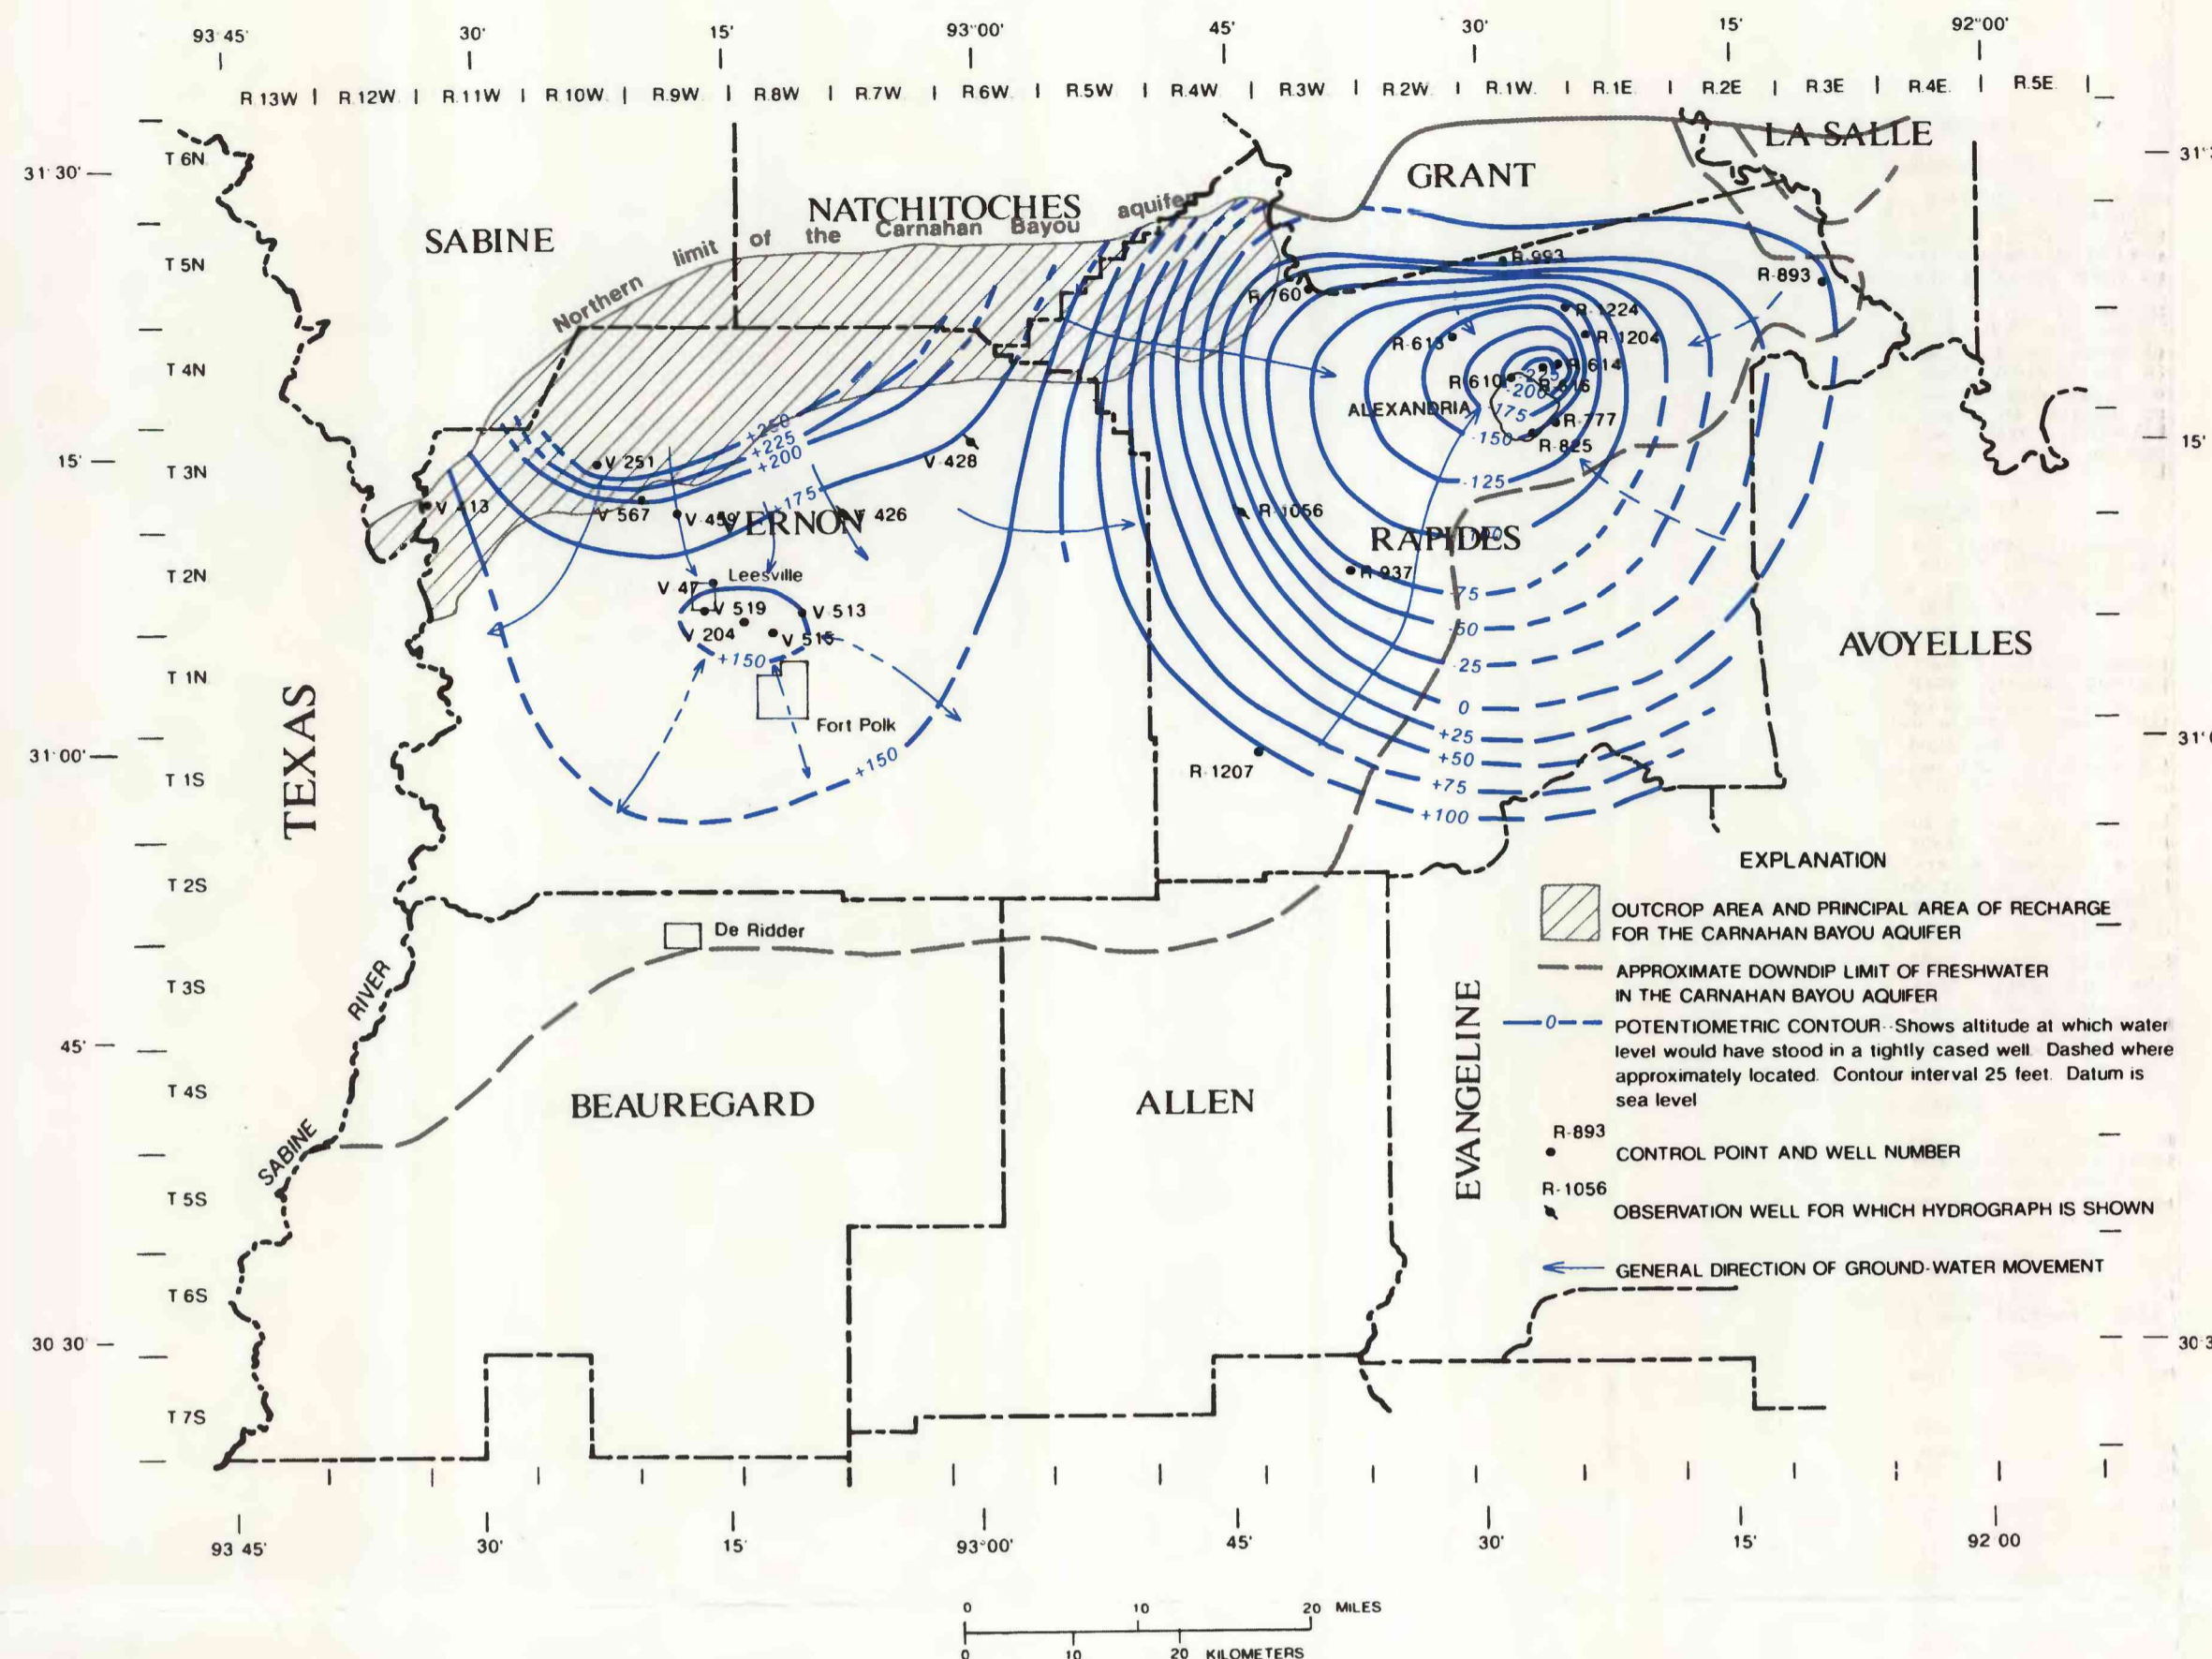 93 45'
30'
15'
93°00'
45'
30'
15'
92°00'
R.13W
R.12W
R.11W
R.10W
R.9W
R.8W
R.7W
R.6W
R.5W
R.4W
R.3W
R.2W
R.1W
R.1E
R.2E
R.3E
R.4E
R.5E
31°30'
15'
31°00'
45'
30 30'
T 6N
T 5N
T 4N
T 3N
T 2N
T 1N
T 1S
T 2S
T 3S
T 4S
T 5S
T 6S
T 7S
15'
SABINE
NATCHITOCHES
GRANT
LA SALLE
Northern limit of the Carnahan Bayou aquifer
R-993
R-760
R-893
R-1224
R-1204
R-613
R-614
R-610
R-616
ALEXANDRIA
R-777
R-825
-225
-200
-175
-150
-125
+250
+225
+200
+175
V 251
V-428
V 567
V 426
VERNON
R-1056
RAPIDES
R-937
Leesville
V 519
V 513
V 204
V 515
+150
Fort Polk
+150
R-1207
-75
-50
-25
0
+25
+50
+75
+100
AVOYELLES
TEXAS
De Ridder
SABINE RIVER
BEAUREGARD
ALLEN
EVANGELINE
EXPLANATION
OUTCROP AREA AND PRINCIPAL AREA OF RECHARGE
FOR THE CARNAHAN BAYOU AQUIFER
APPROXIMATE DOWNDIP LIMIT OF FRESHWATER
IN THE CARNAHAN BAYOU AQUIFER
0
POTENTIOMETRIC CONTOUR--Shows altitude at which water
level would have stood in a tightly cased well. Dashed where
approximately located. Contour interval 25 feet. Datum is
sea level
R-893
CONTROL POINT AND WELL NUMBER
R-1056
OBSERVATION WELL FOR WHICH HYDROGRAPH IS SHOWN
GENERAL DIRECTION OF GROUND-WATER MOVEMENT
93 45'
30'
15'
93°00'
45'
30'
15'
92 00
0 10 20 MILES
0 10 20 KILOMETERS